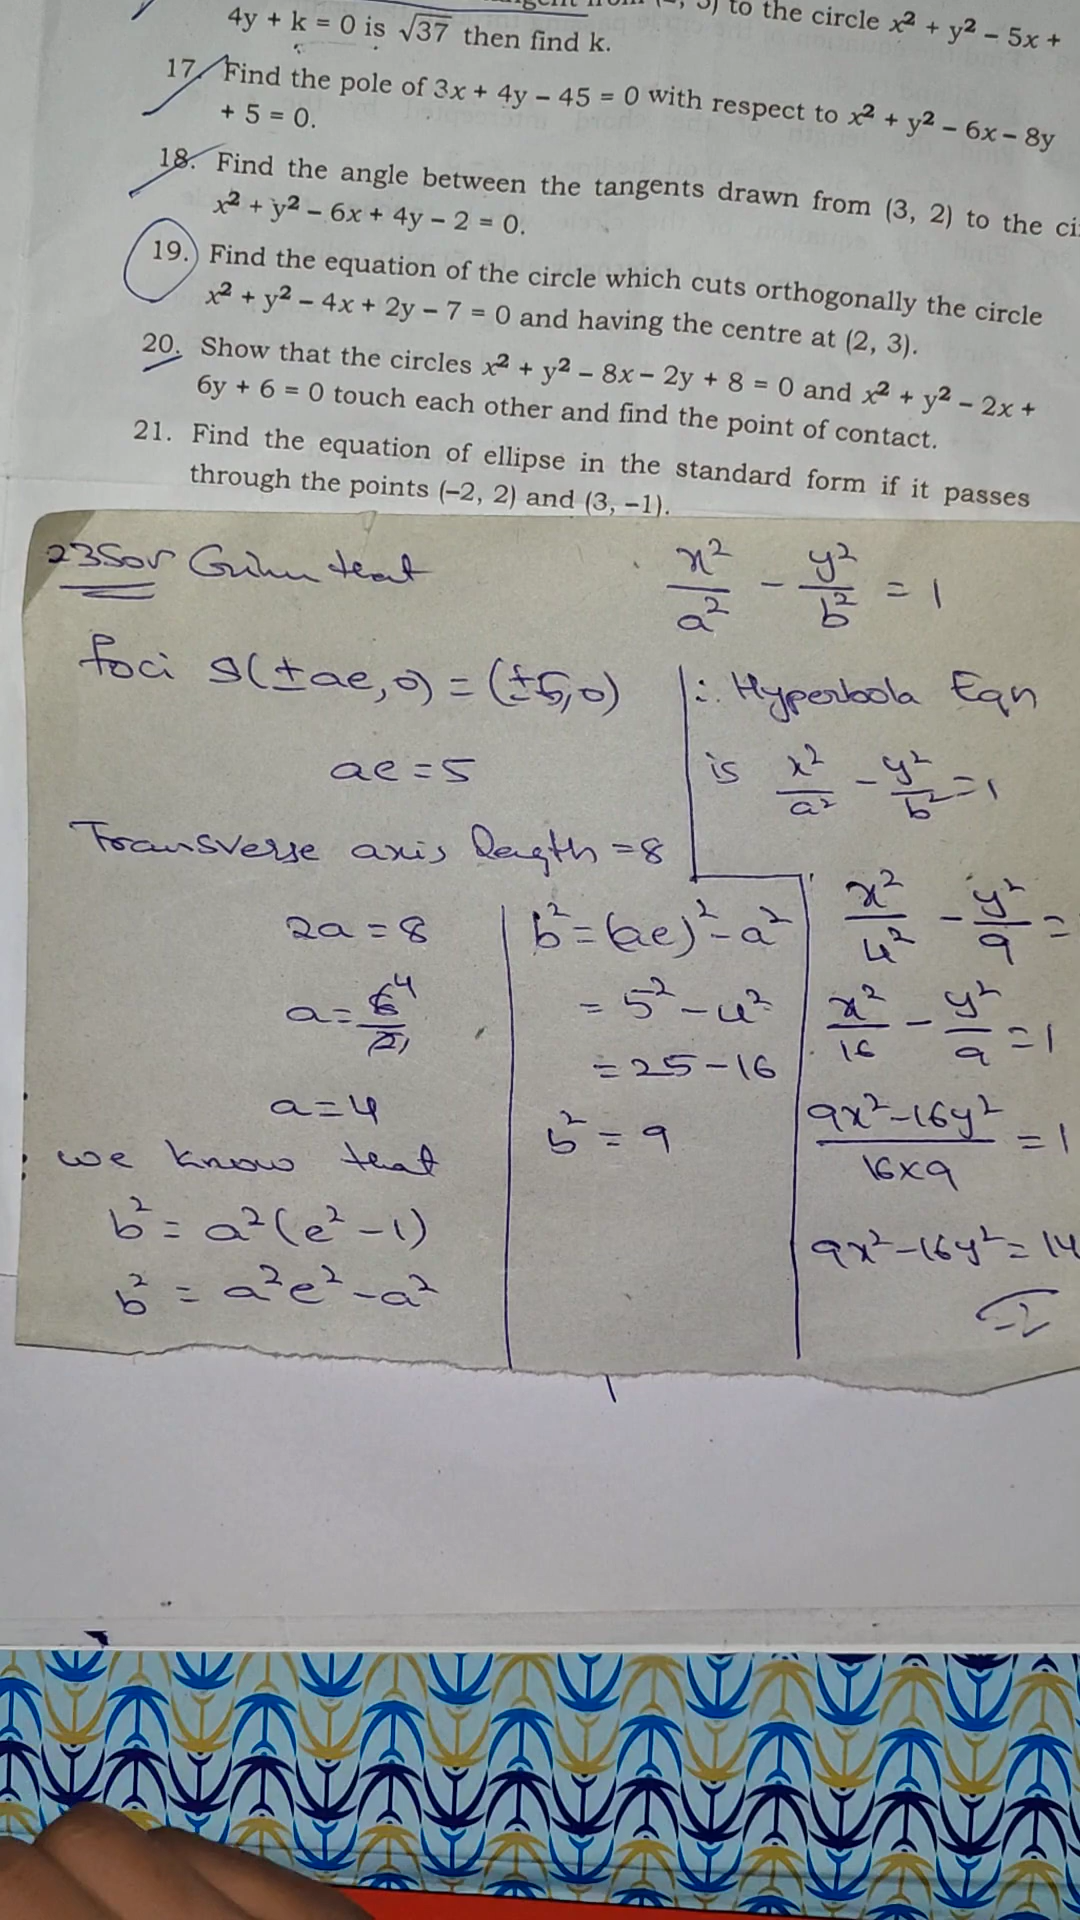 5) to the circle x² + y² – 5x +
4y + k = 0 is √37 then find k.
17. Find the pole of 3x + 4y – 45 = 0 with respect to x² + y² – 6x – 8y
+ 5 = 0.
18. Find the angle between the tangents drawn from (3, 2) to the ci
x² + y² – 6x + 4y – 2 = 0.
19. Find the equation of the circle which cuts orthogonally the circle
x² + y² – 4x + 2y – 7 = 0 and having the centre at (2, 3).
20. Show that the circles x² + y² – 8x – 2y + 8 = 0 and x² + y² – 2x +
6y + 6 = 0 touch each other and find the point of contact.
21. Find the equation of ellipse in the standard form if it passes
through the points (–2, 2) and (3, –1).
23 Given that x²/a² - y²/b² = 1
foci S(±ae,0) = (±5,0)
ae = 5
Transverse axis length = 8
2a = 8
a = 4
we know that
b² = a²(e² - 1)
b² = a²e² - a²
b² = (ae)² - a²
= 5² - 4²
= 25 - 16
b² = 9
∴ Hyperbola Eqn
is x²/a² - y²/b² = 1
x²/4² - y²/9 =
x²/16 - y²/9 = 1
9x² - 16y²/16×9 = 1
9x² - 16y² = 14